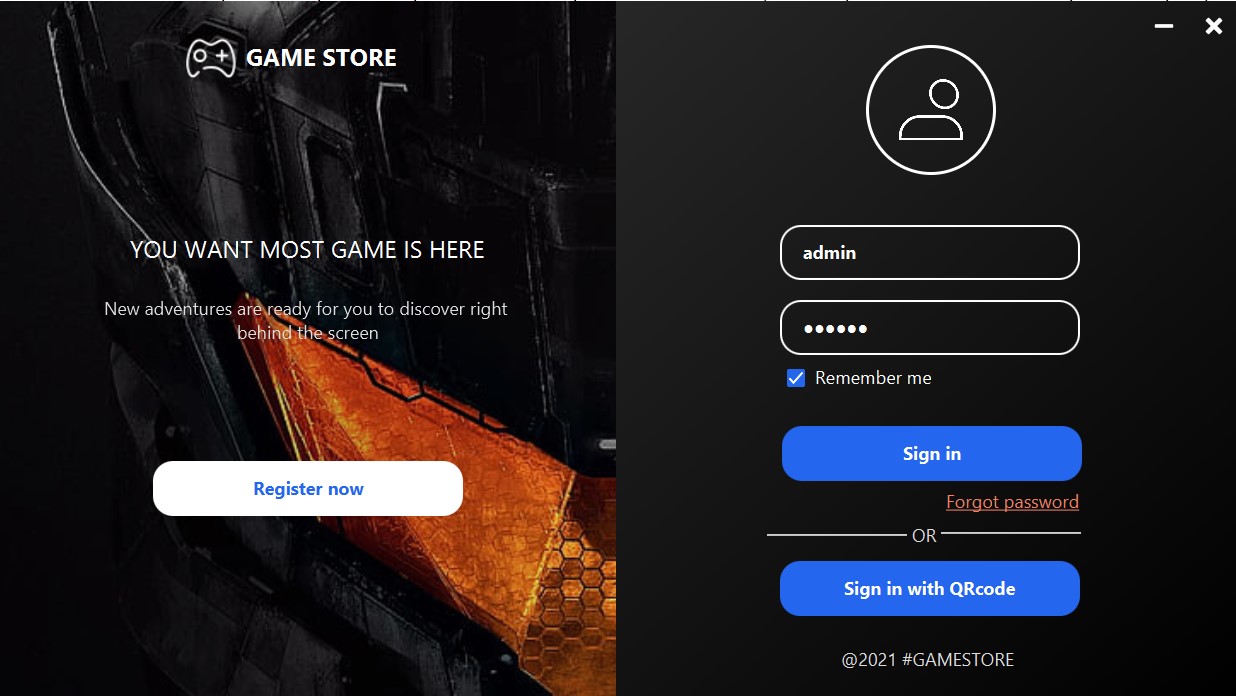 GAME STORE
YOU WANT MOST GAME IS HERE
New adventures are ready for you to discover right
behind the screen
Register now
admin
••••••
Remember me
Sign in
Forgot password
OR
Sign in with QRcode
@2021 #GAMESTORE